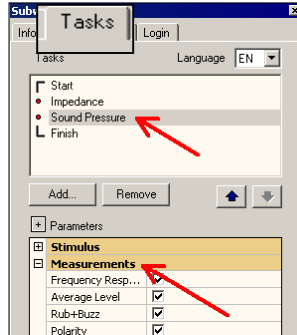 Subw
Info
Tasks
Login
Tasks
Language EN
Start
Impedance
Sound Pressure
Finish
Add... Remove
Parameters
Stimulus
Measurements
Frequency Resp...
Average Level
Rub+Buzz
Polarity